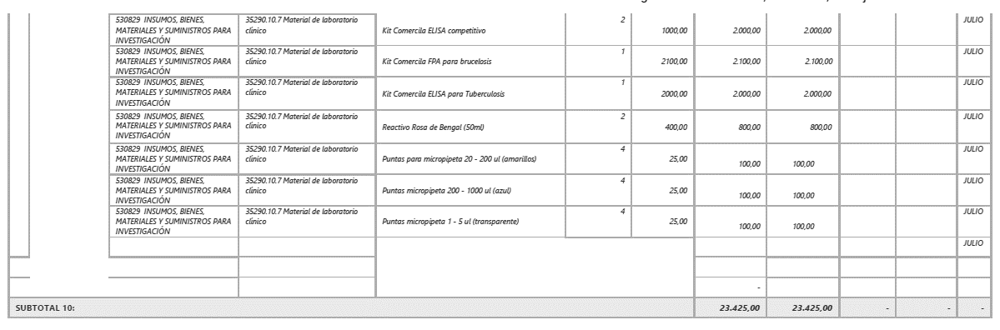 530829 INSUMOS, BIENES, MATERIALES Y SUMINISTROS PARA INVESTIGACIÓN 35290.10.7 Material de laboratorio clínico Kit Comercila ELISA competitivo 2 1000,00 2.000,00 2.000,00 JULIO
530829 INSUMOS, BIENES, MATERIALES Y SUMINISTROS PARA INVESTIGACIÓN 35290.10.7 Material de laboratorio clínico Kit Comercila FPA para brucelosis 1 2100,00 2.100,00 2.100,00 JULIO
530829 INSUMOS, BIENES, MATERIALES Y SUMINISTROS PARA INVESTIGACIÓN 35290.10.7 Material de laboratorio clínico Kit Comercila ELISA para Tuberculosis 1 2000,00 2.000,00 2.000,00 JULIO
530829 INSUMOS, BIENES, MATERIALES Y SUMINISTROS PARA INVESTIGACIÓN 35290.10.7 Material de laboratorio clínico Reactivo Rosa de Bengal (50ml) 2 400,00 800,00 800,00 JULIO
530829 INSUMOS, BIENES, MATERIALES Y SUMINISTROS PARA INVESTIGACIÓN 35290.10.7 Material de laboratorio clínico Puntas para micropipeta 20 - 200 ul (amarillos) 4 25,00 100,00 100,00 JULIO
530829 INSUMOS, BIENES, MATERIALES Y SUMINISTROS PARA INVESTIGACIÓN 35290.10.7 Material de laboratorio clínico Puntas micropipeta 200 - 1000 ul (azul) 4 25,00 100,00 100,00 JULIO
530829 INSUMOS, BIENES, MATERIALES Y SUMINISTROS PARA INVESTIGACIÓN 35290.10.7 Material de laboratorio clínico Puntas micropipeta 1 - 5 ul (transparente) 4 25,00 100,00 100,00 JULIO
JULIO
-
SUBTOTAL 10: 23.425,00 23.425,00 - - -